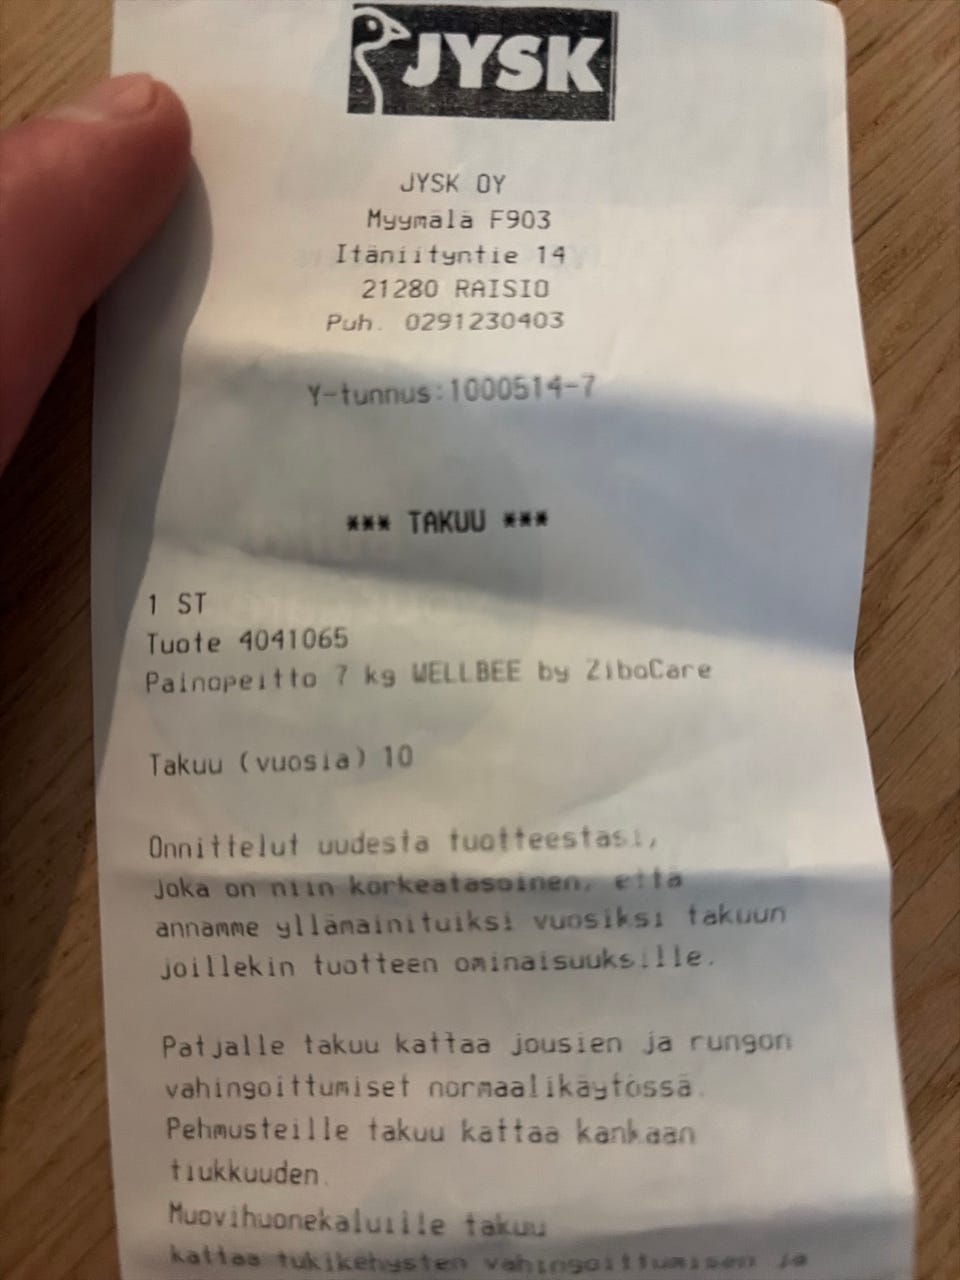 JYSK
JYSK OY
Myymälä F903
Itäniityntie 14
21280 RAISIO
Puh. 0291230403
Y-tunnus:1000514-7
*** TAKUU ***
1 ST
Tuote 4041065
Painopeitto 7 kg WELLBEE by ZiboCare
Takuu (vuosia) 10
Onnittelut uudesta tuotteestasi,
joka on niin korkeatasoinen, että
annamme yllämainituiksi vuosiksi takuun
joillekin tuotteen ominaisuuksille.
Patjalle takuu kattaa jousien ja rungon
vahingoittumiset normaalikäytössä.
Pehmusteille takuu kattaa kankaan
tiukkuuden.
Muovihuonekaluille takuu
kattaa tukikehysten vahingoittumisen ja